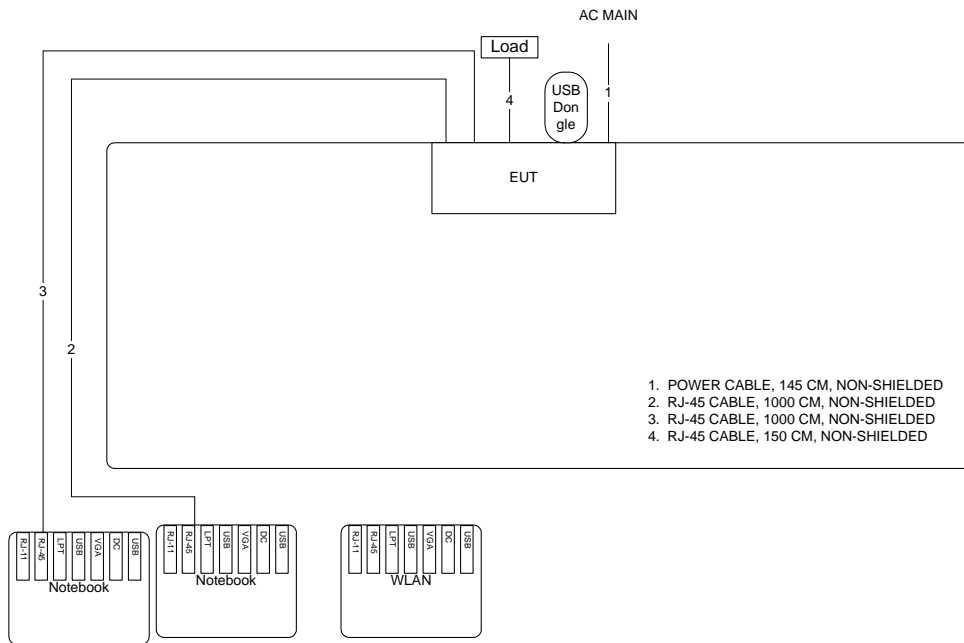 AC MAIN
Load
USB
Don
gle
1
4
EUT
3
2
1. POWER CABLE, 145 CM, NON-SHIELDED
2. RJ-45 CABLE, 1000 CM, NON-SHIELDED
3. RJ-45 CABLE, 1000 CM, NON-SHIELDED
4. RJ-45 CABLE, 150 CM, NON-SHIELDED
RJ-11
RJ-45
LPT
USB
VGA
DC
USB
Notebook
RJ-11
RJ-45
LPT
USB
VGA
DC
USB
Notebook
RJ-11
RJ-45
LPT
USB
VGA
DC
USB
WLAN